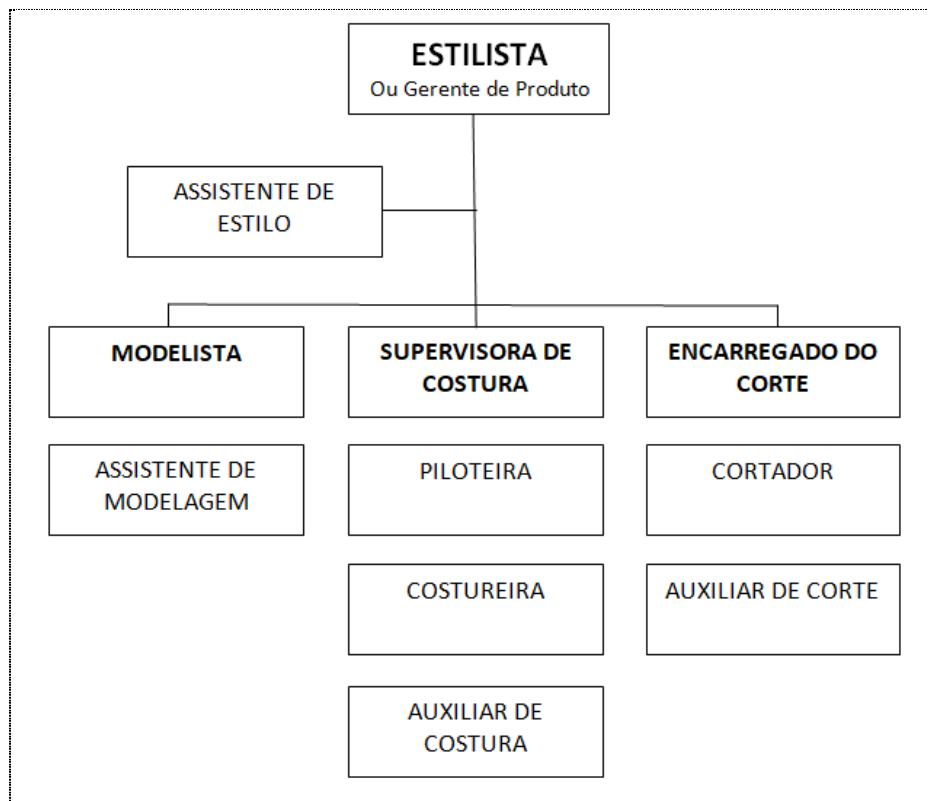 ESTILISTA
Ou Gerente de Produto
ASSISTENTE DE
ESTILO
MODELISTA
SUPERVISORA DE
COSTURA
ENCARREGADO DO
CORTE
ASSISTENTE DE
MODELAGEM
PILOTEIRA
CORTADOR
COSTUREIRA
AUXILIAR DE CORTE
AUXILIAR DE
COSTURA